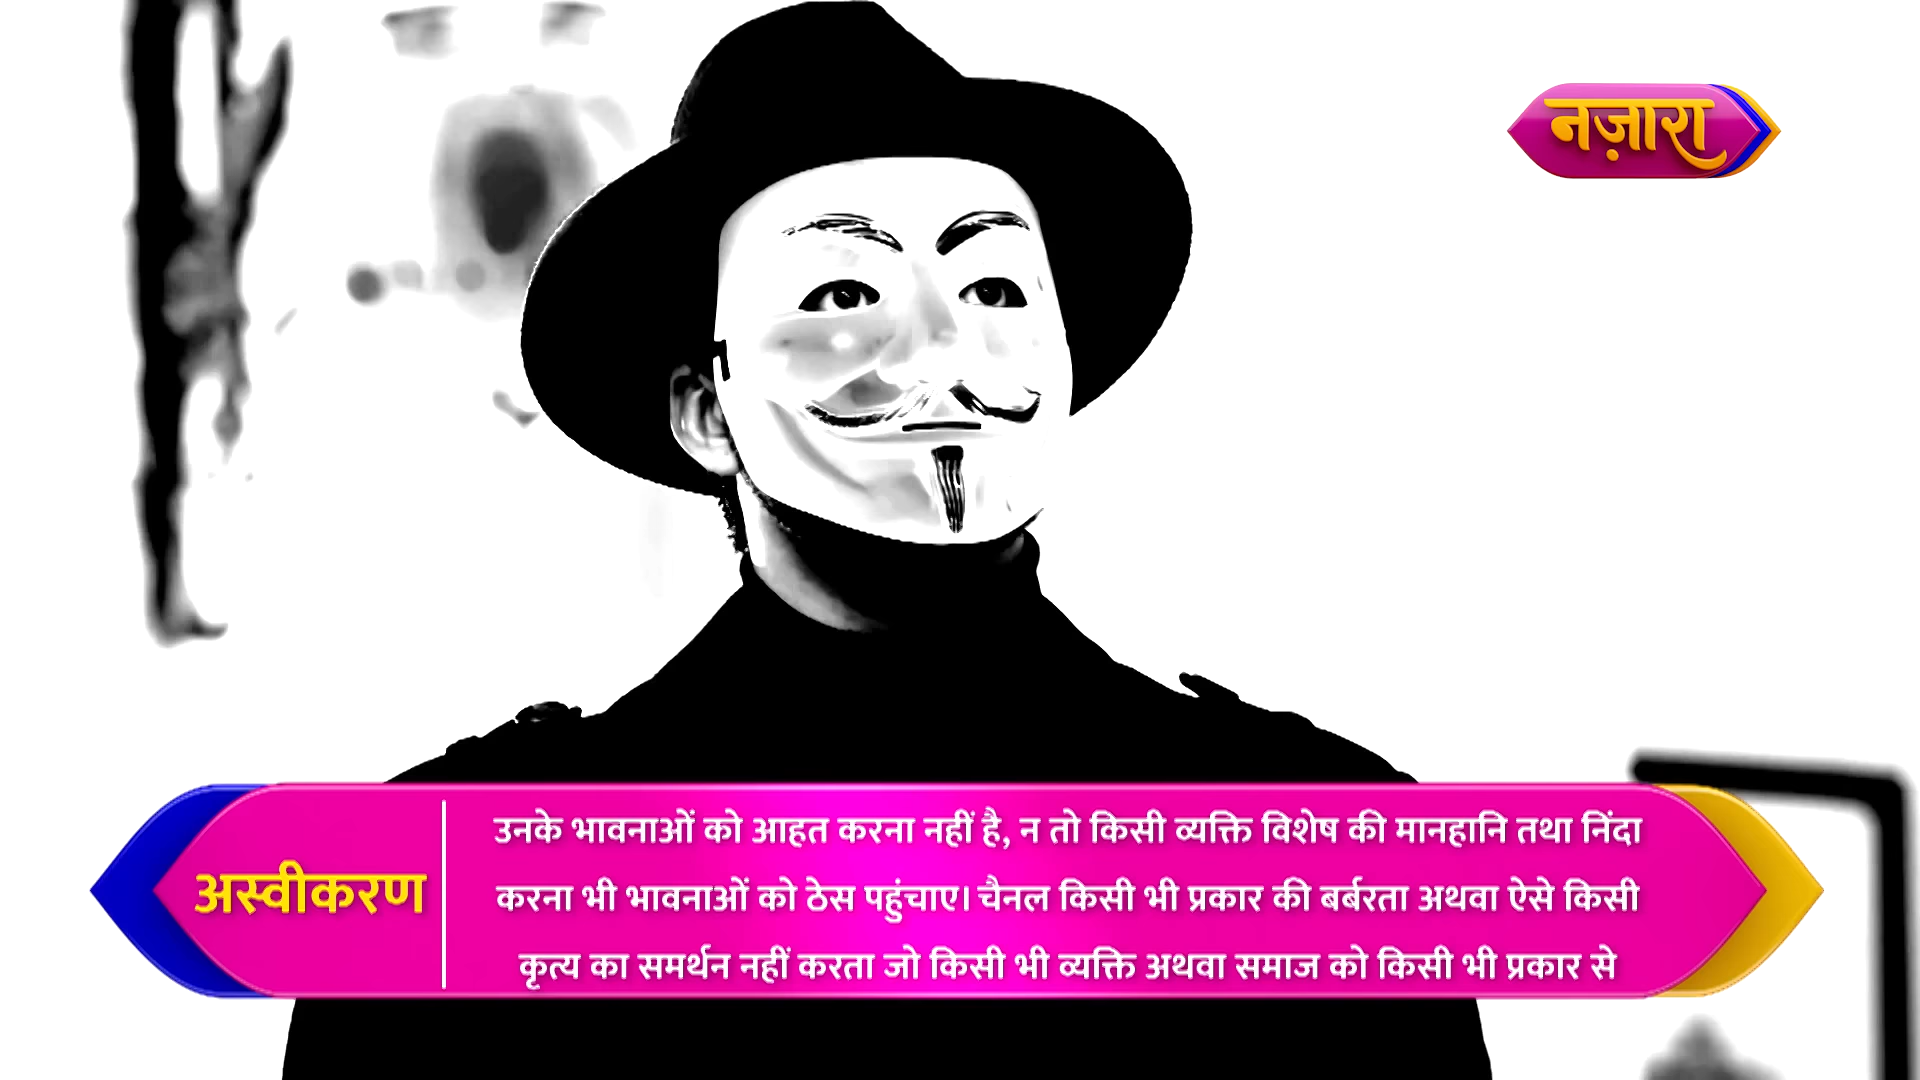 नज़ारा
अस्वीकरण
उनके भावनाओं को आहत करना नहीं है, न तो किसी व्यक्ति विशेष की मानहानि तथा निंदा
करना भी भावनाओं को ठेस पहुंचाए। चैनल किसी भी प्रकार की बर्बरता अथवा ऐसे किसी
कृत्य का समर्थन नहीं करता जो किसी भी व्यक्ति अथवा समाज को किसी भी प्रकार से